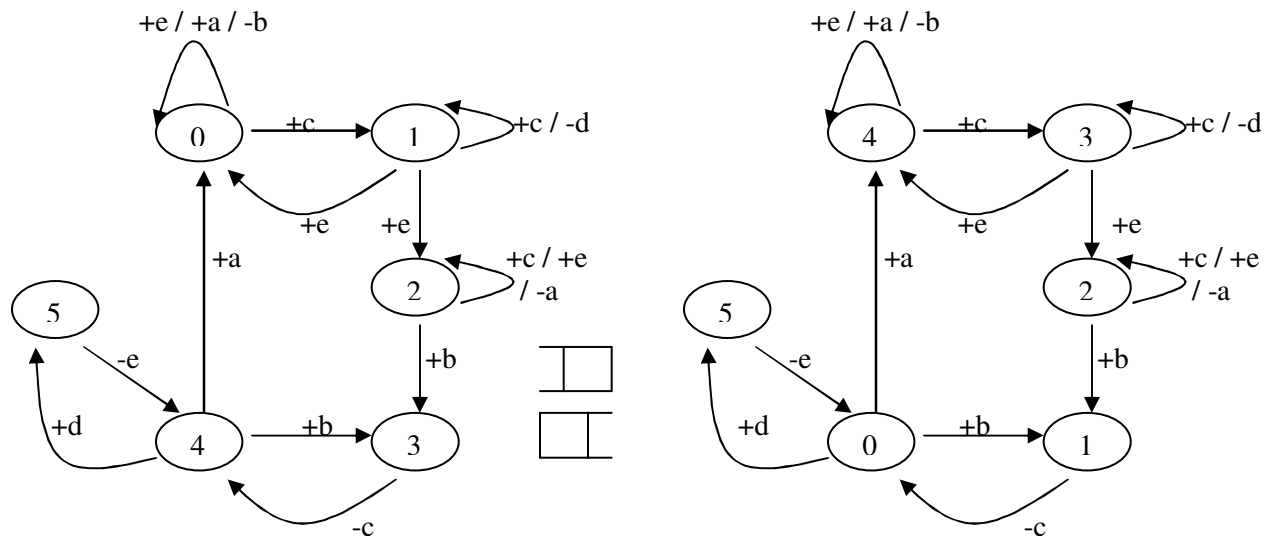 +e / +a / -b
0
+c
1
+c / -d
+e
+e
+a
2
+c / +e
/ -a
5
-e
+b
+d
4
+b
3
-c
+e / +a / -b
4
+c
3
+c / -d
+e
+e
+a
2
+c / +e
/ -a
5
-e
+b
+d
0
+b
1
-c